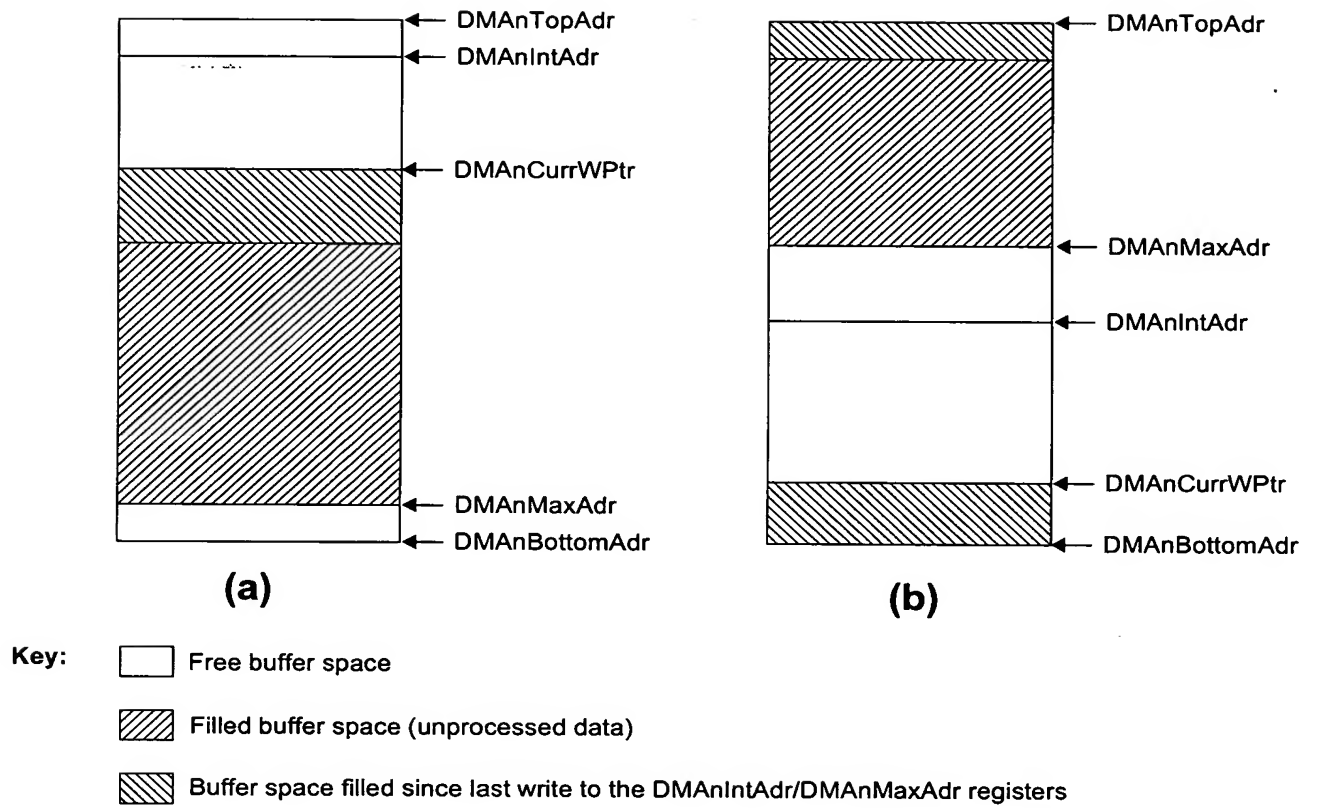 DMAnTopAdr
DMAnIntAdr
DMAnCurrWPtr
DMAnMaxAdr
DMAnBottomAdr
(a)
DMAnTopAdr
DMAnMaxAdr
DMAnIntAdr
DMAnCurrWPtr
DMAnBottomAdr
(b)
Key:
Free buffer space
Filled buffer space (unprocessed data)
Buffer space filled since last write to the DMAnIntAdr/DMAnMaxAdr registers